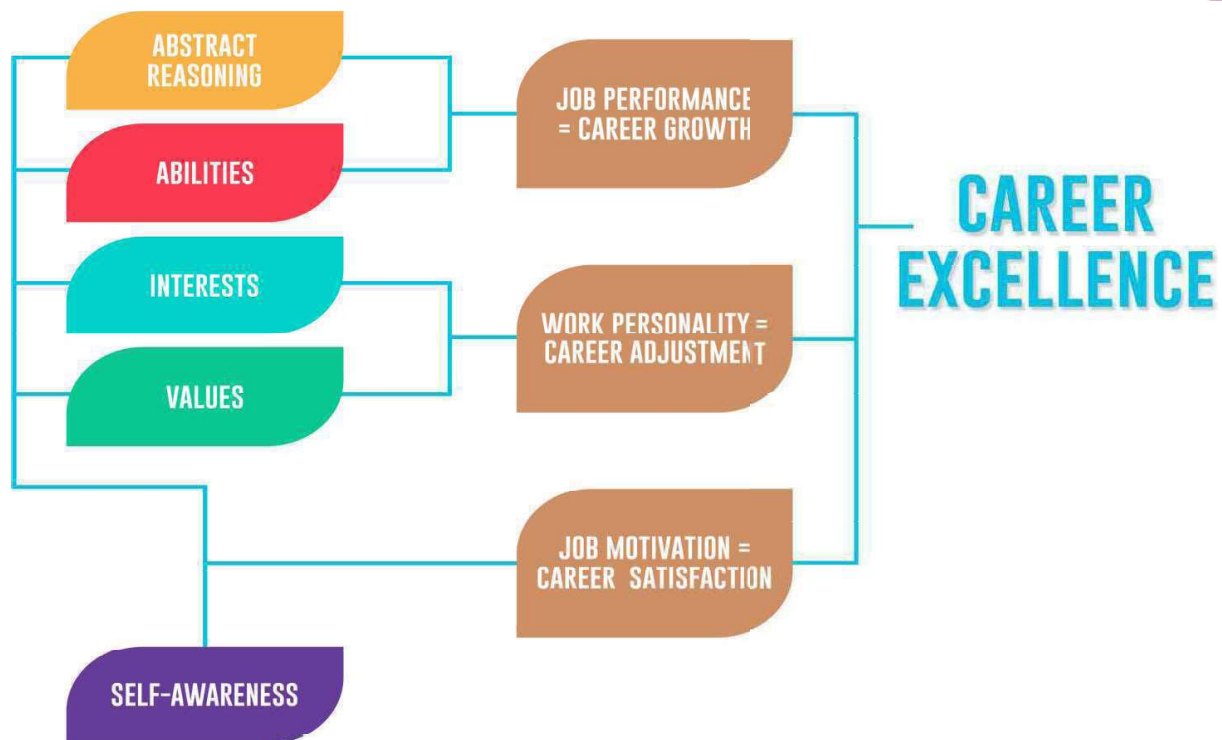 ABSTRACT
REASONING
ABILITIES
INTERESTS
VALUES
SELF-AWARENESS
JOB PERFORMANCE
= CAREER GROWTH
WORK PERSONALITY =
CAREER ADJUSTMENT
JOB MOTIVATION =
CAREER SATISFACTION
CAREER
EXCELLENCE